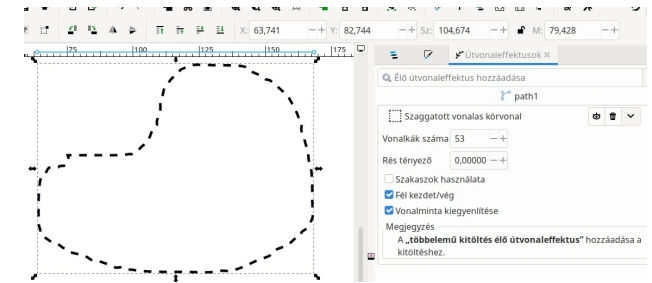 X: 63,741 Y: 82,744 Sz: 104,674 M: 79,428
75 100 125 150 175
Útvonaleffektusok
Élő útvonaleffektus hozzáadása
path1
Szaggatott vonalas körvonal
Vonalkák száma 53
Rés tényező 0,00000
Szakaszok használata
Fél kezdet/vég
Vonalminta kiegyenlítése
Megjegyzés
A „többelemű kitöltés élő útvonaleffektus” hozzáadása a
kitöltéshez.